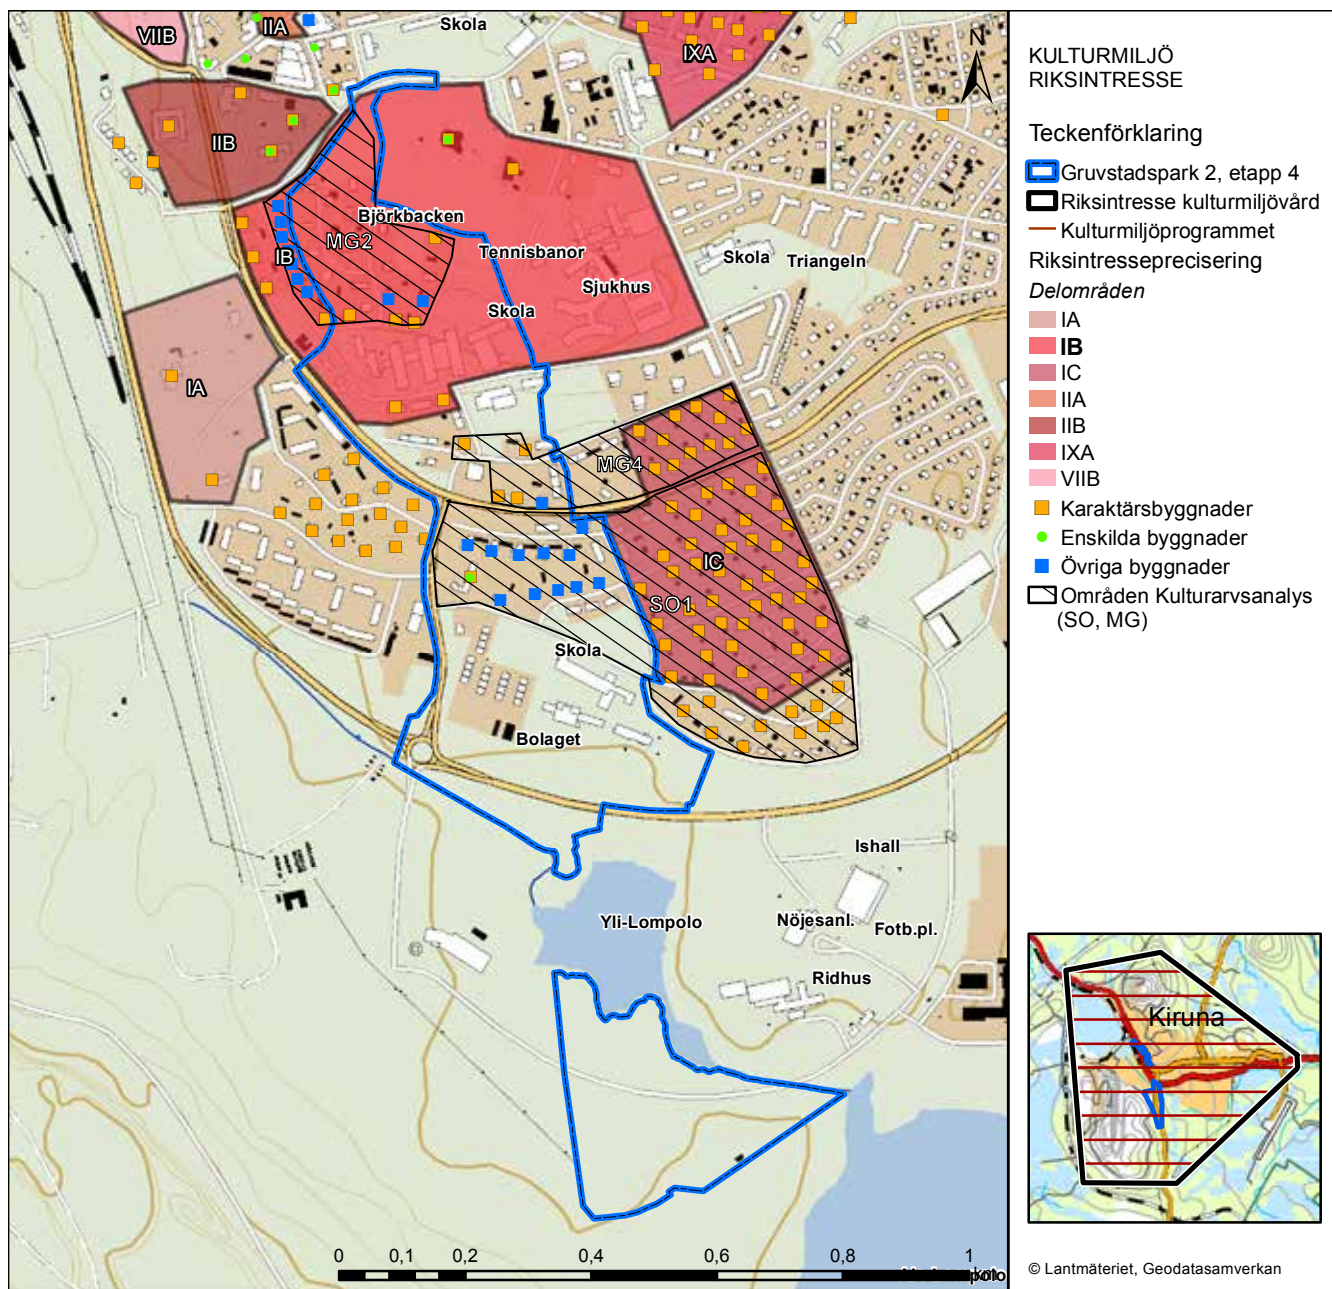 VIIB
IIA
Skola
IXA
N
IIB
Björkbacken
MG2
IB
Tennisbanor
Sjukhus
Skola
Skola
Triangeln
IA
MG4
IC
SO1
Skola
Bolaget
Ishall
Yli-Lompolo
Nöjesanl.
Fotb.pl.
Ridhus
0 0,1 0,2 0,4 0,6 0,8 1
km
KULTURMILJÖ
RIKSINTRESSE
Teckenförklaring
Gruvstadspark 2, etapp 4
Riksintresse kulturmiljövård
Kulturmiljöprogrammet
Riksintresseprecisering
Delområden
IA
IB
IC
IIA
IIB
IXA
VIIB
Karaktärsbyggnader
Enskilda byggnader
Övriga byggnader
Områden Kulturarvsanalys
(SO, MG)
Kiruna
© Lantmäteriet, Geodatasamverkan